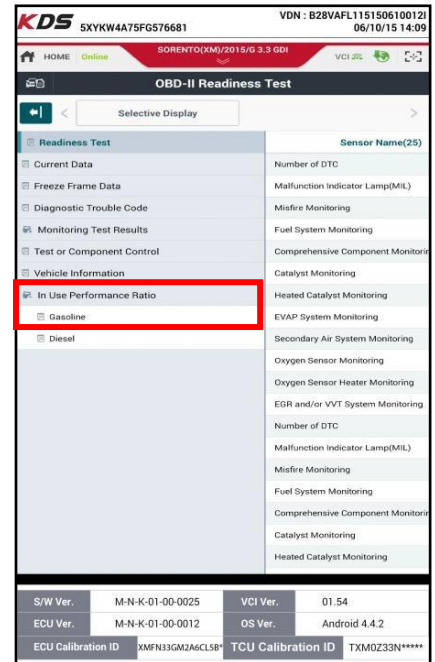 KDS 5XYKW4A75FG576681
VDN : B28VAFL115150610012I
06/10/15 14:09
HOME Online SORENTO(XM)/2015/G 3.3 GDI VCI
OBD-II Readiness Test
< Selective Display >
Readiness Test
Current Data
Freeze Frame Data
Diagnostic Trouble Code
Monitoring Test Results
Test or Component Control
Vehicle Information
In Use Performance Ratio
Gasoline
Diesel
Sensor Name(25)
Number of DTC
Malfunction Indicator Lamp(MIL)
Misfire Monitoring
Fuel System Monitoring
Comprehensive Component Monitorin
Catalyst Monitoring
Heated Catalyst Monitoring
EVAP System Monitoring
Secondary Air System Monitoring
Oxygen Sensor Monitoring
Oxygen Sensor Heater Monitoring
EGR and/or VVT System Monitoring
Number of DTC
Malfunction Indicator Lamp(MIL)
Misfire Monitoring
Fuel System Monitoring
Comprehensive Component Monitorin
Catalyst Monitoring
Heated Catalyst Monitoring
S/W Ver. M-N-K-01-00-0025 VCI Ver. 01.54
ECU Ver. M-N-K-01-00-0012 OS Ver. Android 4.4.2
ECU Calibration ID XMFN33GM2A6CL5B* TCU Calibration ID TXM0Z33N*****